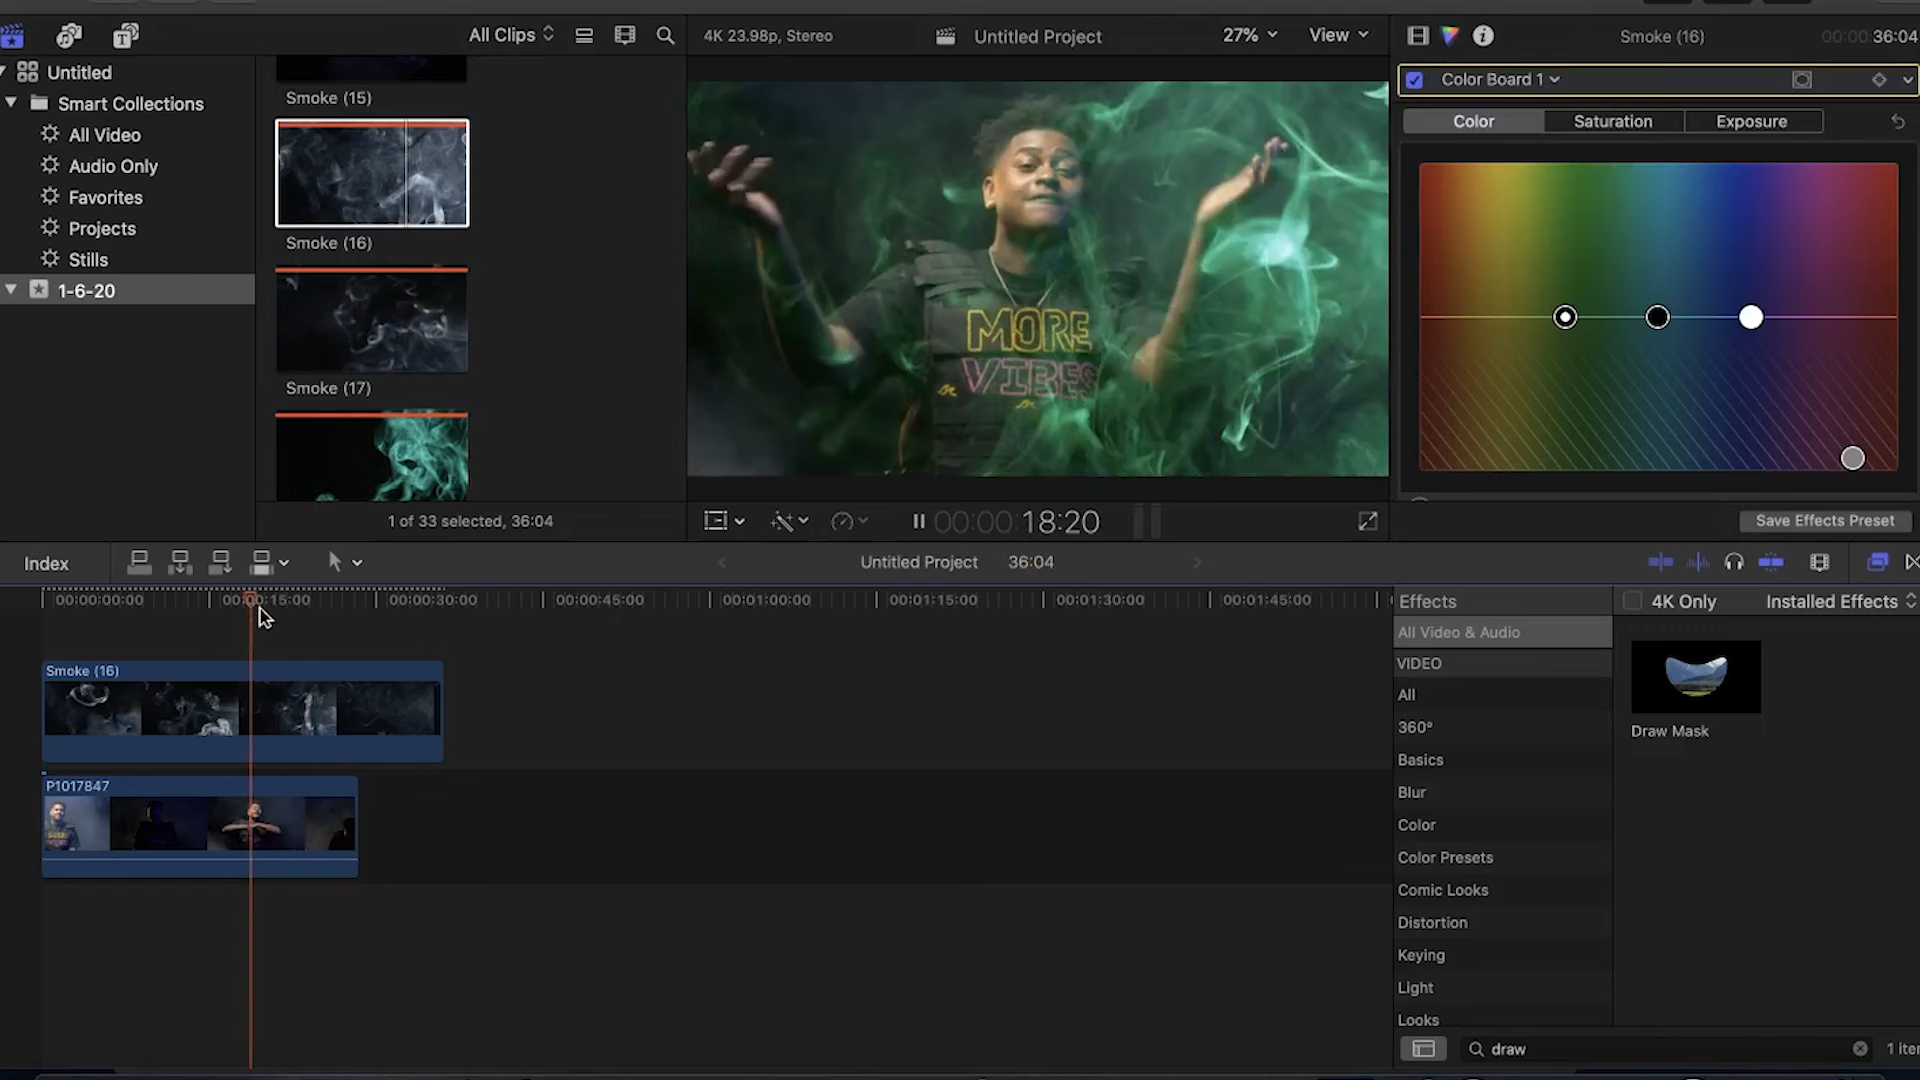 All Clips
4K 23.98p, Stereo
Untitled Project
27%
View
Smoke (16)
00:00:36:04
Untitled
Smart Collections
All Video
Audio Only
Favorites
Projects
Stills
1-6-20
Smoke (15)
Smoke (16)
Smoke (17)
1 of 33 selected, 36:04
MORE
VIBES
00:00:18:20
Color Board 1
Color
Saturation
Exposure
Save Effects Preset
Index
Untitled Project
36:04
00:00:00:00
00:00:15:00
00:00:30:00
00:00:45:00
00:01:00:00
00:01:15:00
00:01:30:00
00:01:45:00
Smoke (16)
P1017847
Effects
4K Only
Installed Effects
All Video & Audio
VIDEO
All
360°
Basics
Blur
Color
Color Presets
Comic Looks
Distortion
Keying
Light
Looks
Draw Mask
draw
1 iter